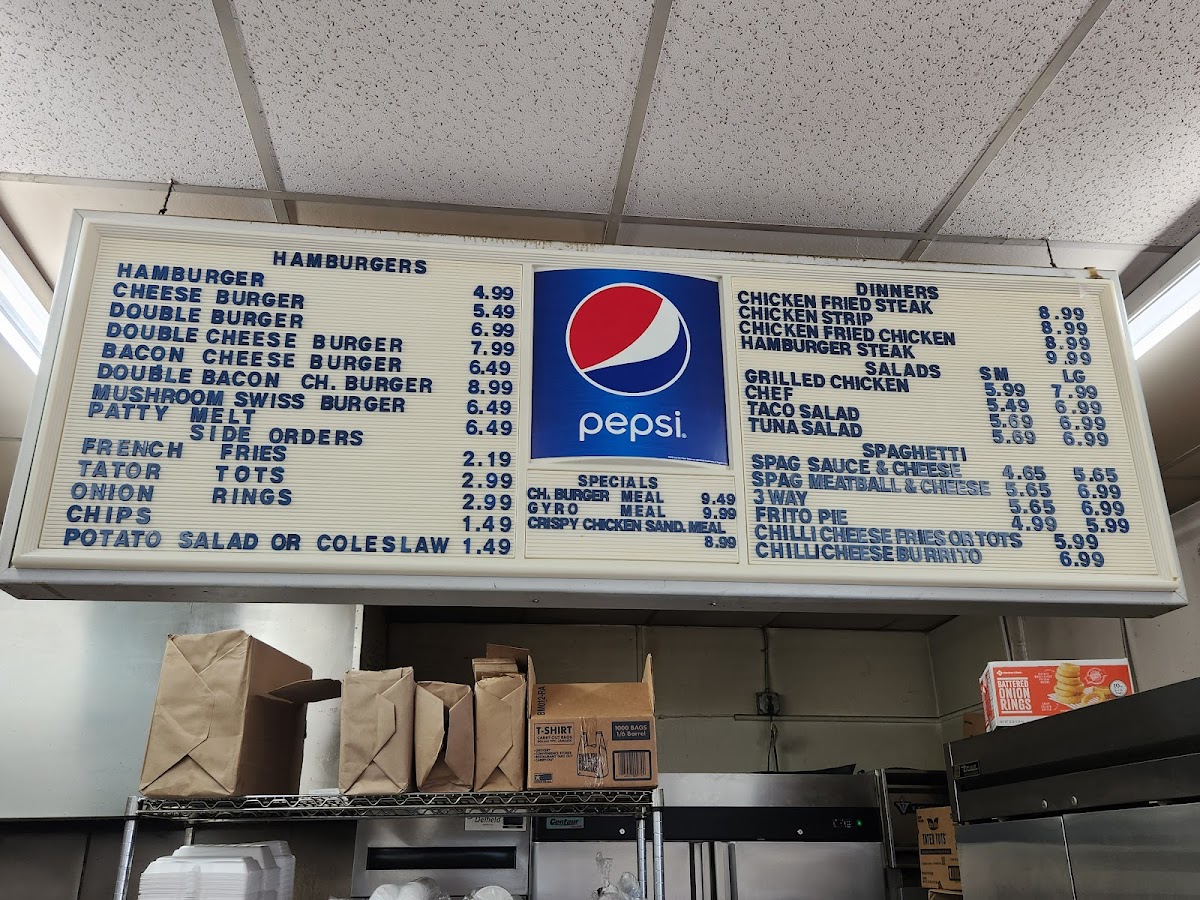 HAMBURGERS
HAMBURGER 4.99
CHEESE BURGER 5.49
DOUBLE BURGER 6.99
DOUBLE CHEESE BURGER 7.99
BACON CHEESE BURGER 6.49
DOUBLE BACON CH. BURGER 8.99
MUSHROOM SWISS BURGER 6.49
PATTY MELT 6.49
SIDE ORDERS
FRENCH FRIES 2.19
TATOR TOTS 2.99
ONION RINGS 2.99
CHIPS 1.49
POTATO SALAD OR COLESLAW 1.49
pepsi
SPECIALS
CH. BURGER MEAL 9.49
GYRO MEAL 9.99
CRISPY CHICKEN SAND. MEAL
8.99
DINNERS
CHICKEN FRIED STEAK 8.99
CHICKEN STRIP 8.99
CHICKEN FRIED CHICKEN 8.99
HAMBURGER STEAK 9.99
SALADS SM LG
GRILLED CHICKEN 5.99 7.99
CHEF 5.49 6.99
TACO SALAD 5.69 6.99
TUNA SALAD 5.69 6.99
SPAGHETTI
SPAG SAUCE & CHEESE 4.65 5.65
SPAG MEATBALL & CHEESE 5.65 6.99
3 WAY 5.65 6.99
FRITO PIE 4.99 5.99
CHILLI CHEESE FRIES OR TOTS 5.99
CHILLI CHEESE BURRITO 6.99
T-SHIRT
CARRY-OUT BAGS
1000 BAGS
1/6 Barrel
BATTERED
ONION
RINGS
Delfield
Centaur
TATER TOTS